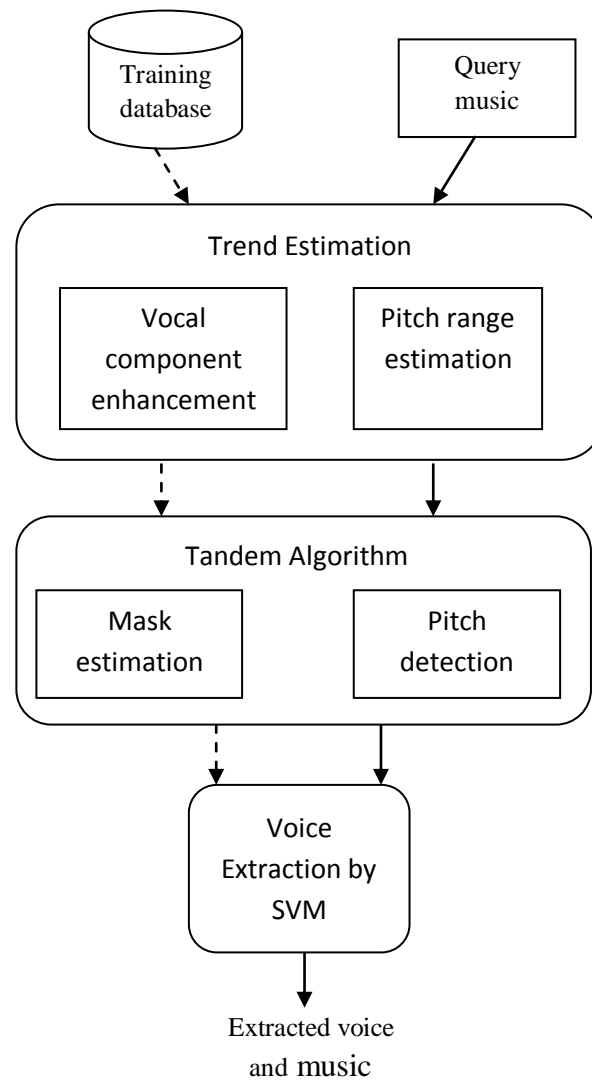 Training
database
Query
music
Trend Estimation
Vocal
component
enhancement
Pitch range
estimation
Tandem Algorithm
Mask
estimation
Pitch
detection
Voice
Extraction by
SVM
Extracted voice
and music